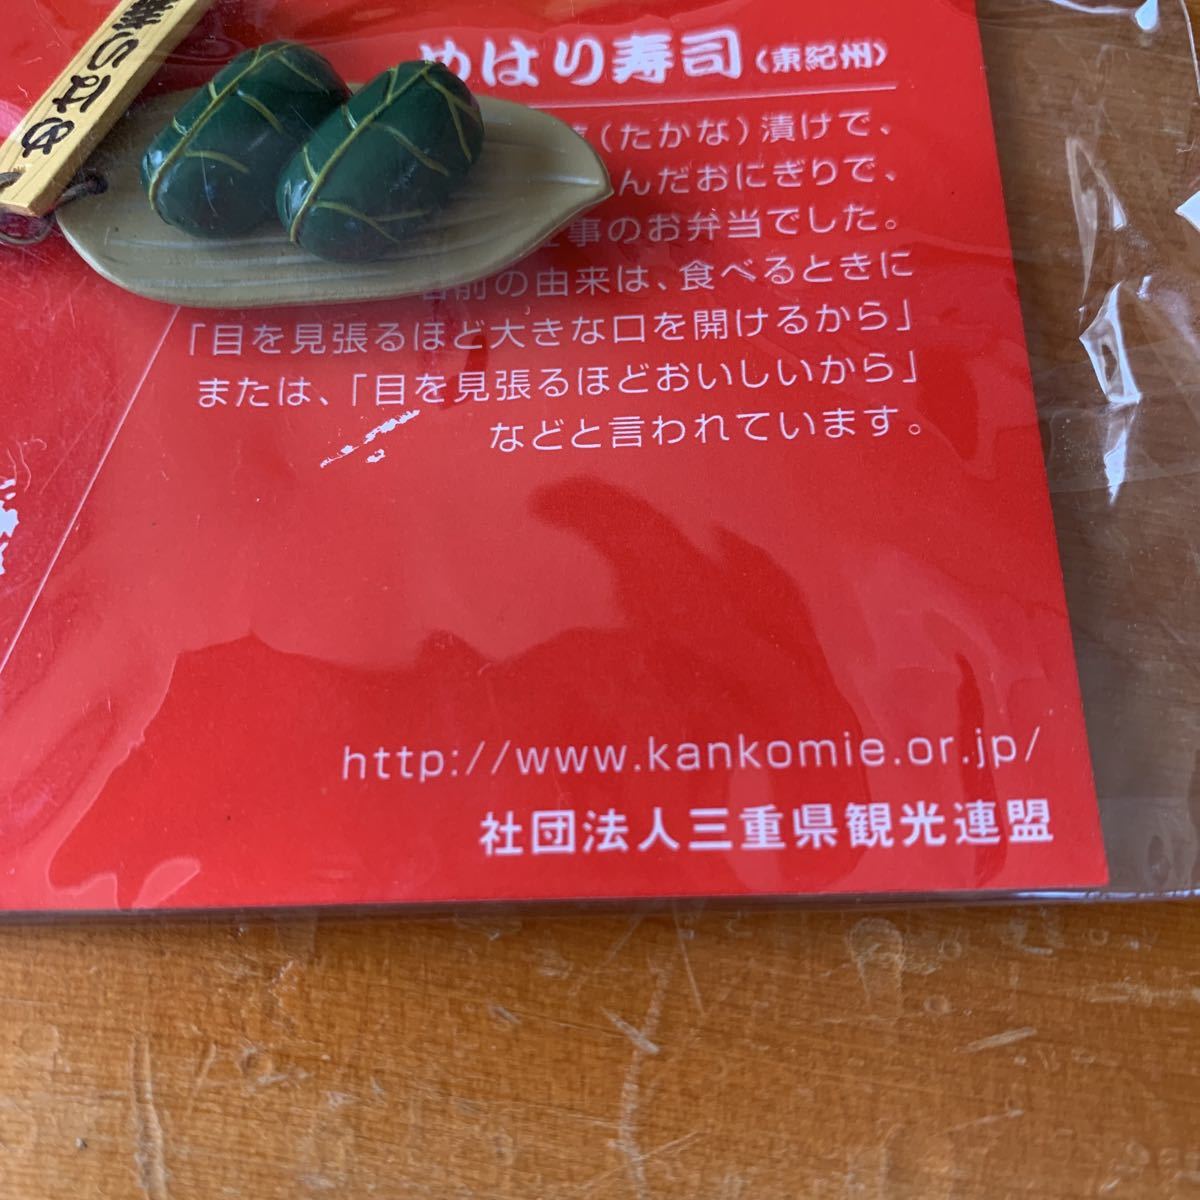 めはり寿
めはり寿司（東紀州）
（たかな）漬けで、
んだおにぎりで、
事のお弁当でした。
名前の由来は、食べるときに
「目を見張るほど大きな口を開けるから」
または、「目を見張るほどおいしいから」
などと言われています。
http://www.kankomie.or.jp/
社団法人三重県観光連盟